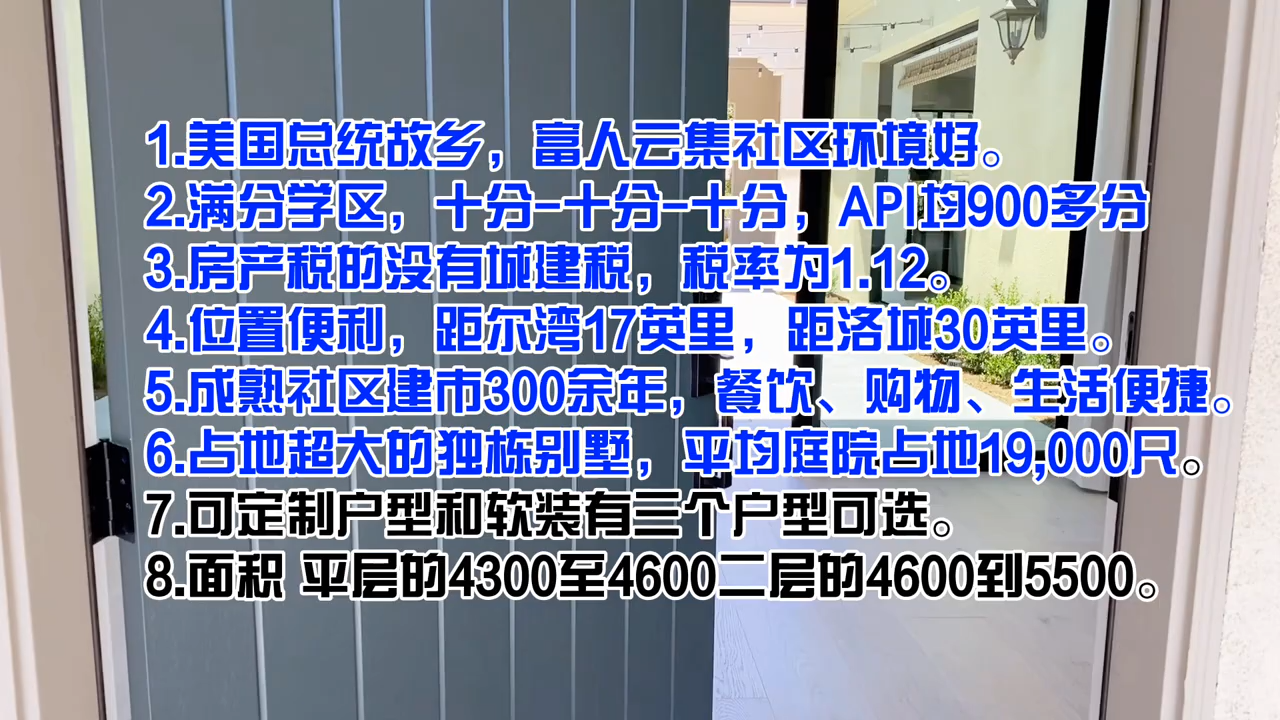 1.美国总统故乡，富人云集社区环境好。
2.满分学区，十分-十分-十分，API均900多分
3.房产税的没有城建税，税率为1.12。
4.位置便利，距尔湾17英里，距洛城30英里。
5.成熟社区建市300余年，餐饮、购物、生活便捷。
6.占地超大的独栋别墅，平均庭院占地19,000尺。
7.可定制户型和软装有三个户型可选。
8.面积 平层的4300至4600二层的4600到5500。